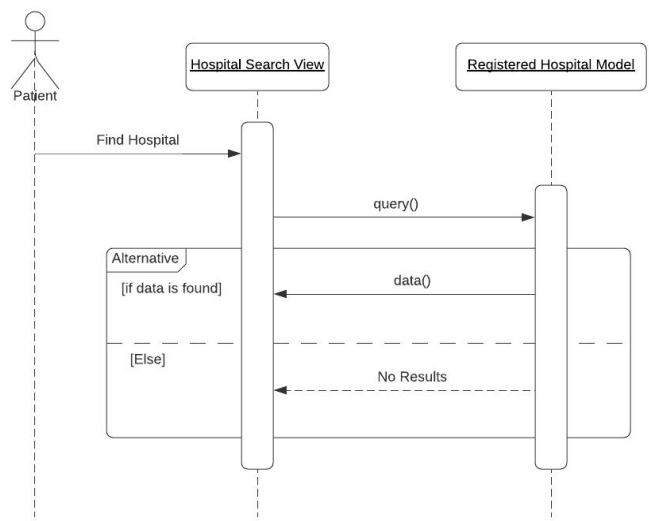 Patient
Hospital Search View
Registered Hospital Model
Find Hospital
query()
Alternative
[if data is found]
data()
[Else]
No Results